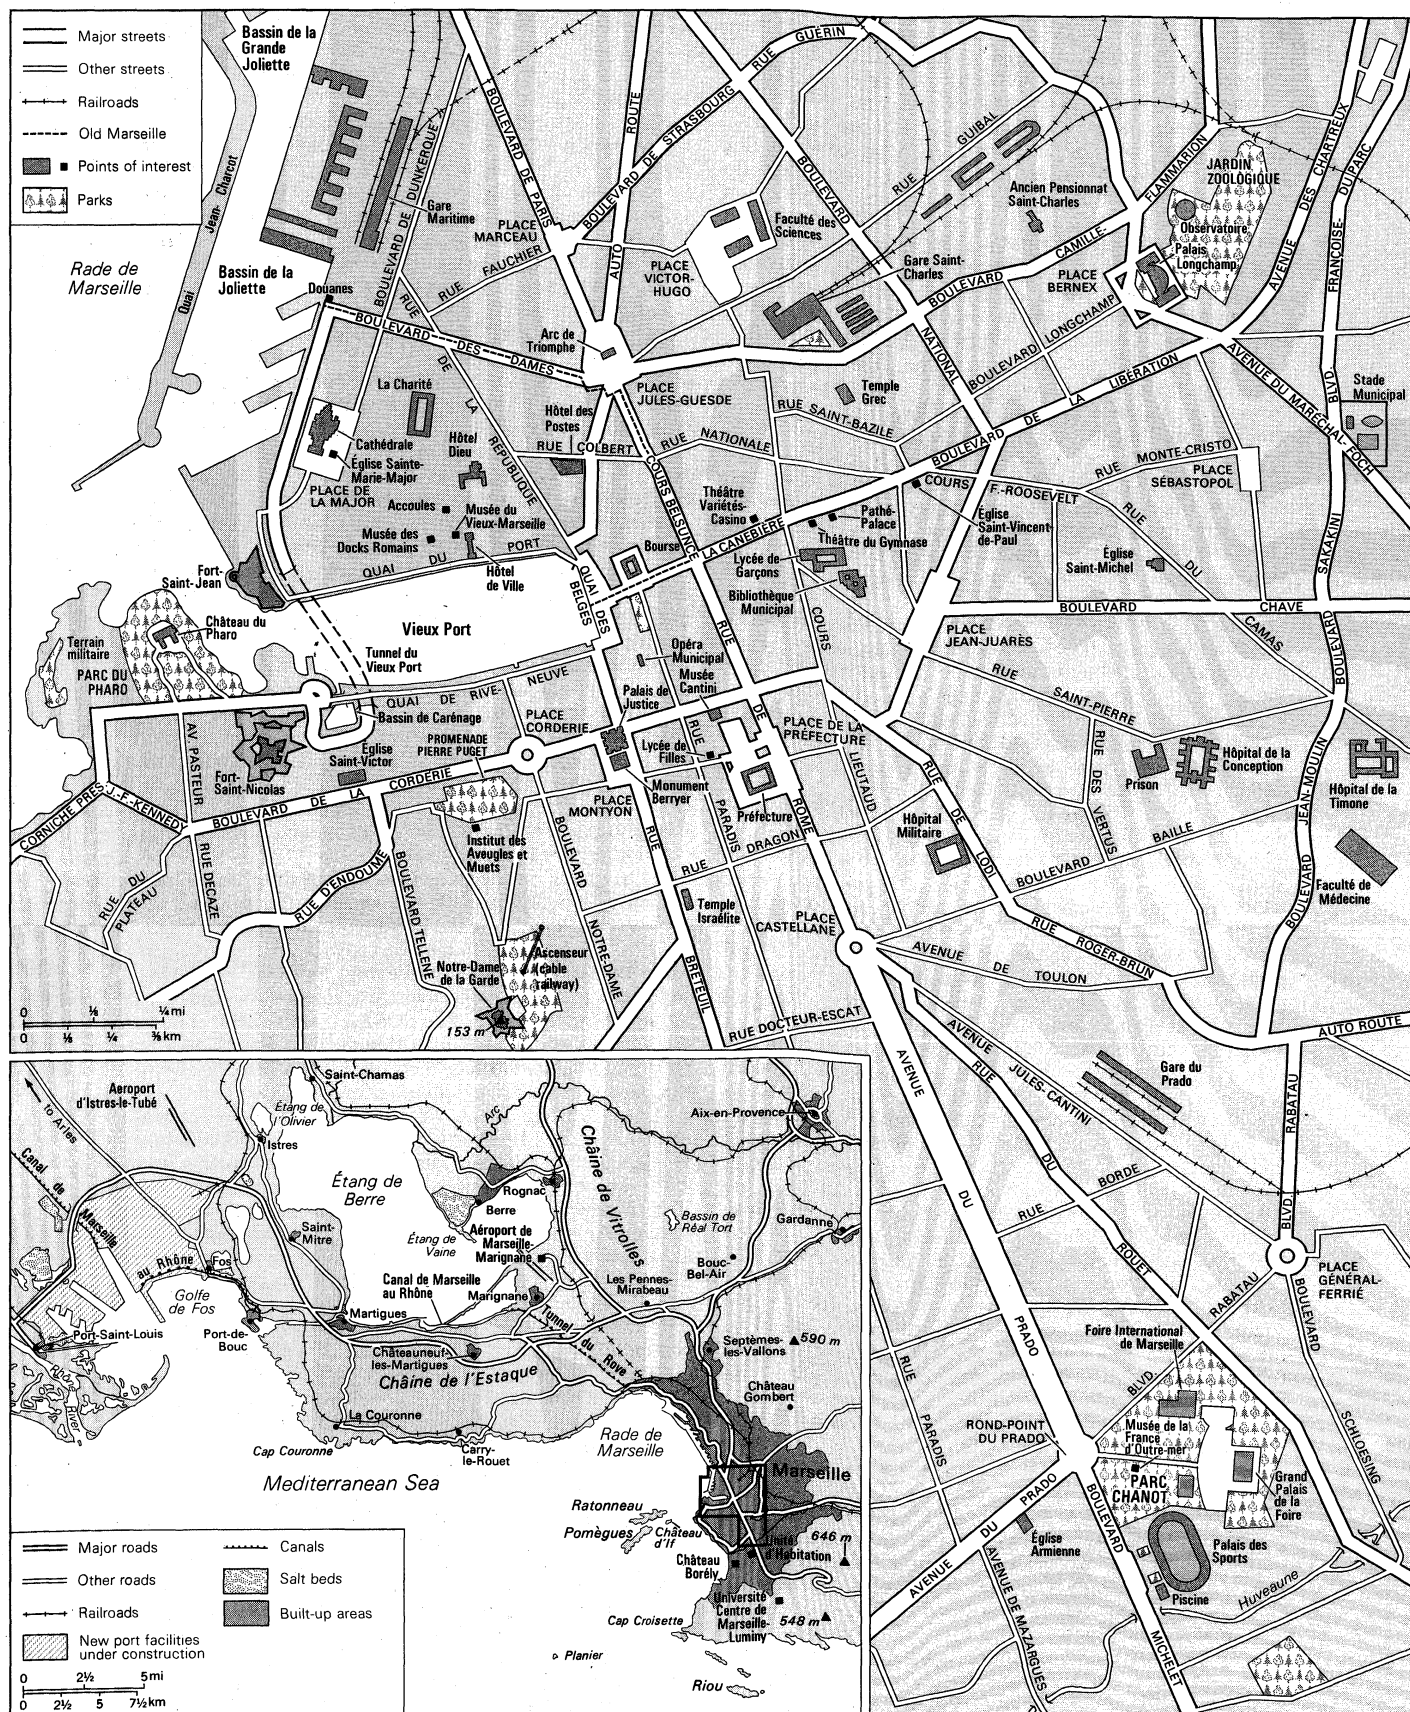 Major streets
Other streets
Railroads
Old Marseille
Points of interest
Parks
Bassin de la
Grande
Joliette
Quai
Jean-
Charcot
Rade de
Marseille
Bassin de la
Joliette
Douanes
Gare
Maritime
BOULEVARD DE DUNKERQUE
BOULEVARD DE PARIS
PLACE
MARCEAU
RUE FAUCHIER
AUTO ROUTE
BOULEVARD DE STRASBOURG
RUE GUÉRIN
BOULEVARD NATIONAL
RUE GUIBAL
Faculté des
Sciences
PLACE
VICTOR-
HUGO
Gare Saint-
Charles
Ancien Pensionnat
Saint-Charles
BOULEVARD CAMILLE-
FLAMMARION
PLACE
BERNEX
JARDIN
ZOOLOGIQUE
Observatoire
Palais
Longchamp
AVENUE DES CHARTREUX
BLVD. FRANCOISE-DUPARC
BOULEVARD LONGCHAMP
AVENUE DU MARÉCHAL-FOCH
Stade
Municipal
BOULEVARD DES DAMES
RUE DE LA RÉPUBLIQUE
Arc de
Triomphe
PLACE
JULES-GUESDE
Temple
Grec
RUE SAINT-BAZILE
BOULEVARD DE LA LIBÉRATION
La Charité
Hôtel
Dieu
Hôtel des
Postes
RUE COLBERT
RUE NATIONALE
COURS BELSUNCE
Cathédrale
Église Sainte-
Marie-Major
PLACE DE
LA MAJOR
Accoules
Musée du
Vieux-Marseille
Musée des
Docks Romains
QUAI DU PORT
Hôtel
de Ville
Fort-
Saint-Jean
Théâtre
Variétés-
Casino
Bourse
LA CANEBIÈRE
Pathé-
Palace
Théâtre du Gymnase
Lycée de
Garçons
Bibliothèque
Municipal
COURS F.-ROOSEVELT
Église
Saint-Vincent-
de-Paul
RUE MONTE-CRISTO
PLACE
SÉBASTOPOL
Église
Saint-Michel
RUE DU CAMAS
BOULEVARD CHAVE
BOULEVARD SAKAKINI
PLACE
JEAN-JUARÈS
COURS LIEUTAUD
QUAI DES BELGES
Vieux Port
Tunnel du
Vieux Port
Château du
Pharo
Terrain
militaire
PARC DU
PHARO
QUAI DE RIVE-NEUVE
Bassin de Carénage
PLACE
CORDERIE
PROMENADE
PIERRE PUGET
Opéra
Municipal
Musée
Cantini
Palais de
Justice
Lycée de
Filles
RUE DE ROME
PLACE DE LA
PRÉFECTURE
Préfecture
Monument
Berryer
PLACE
MONTYON
RUE PARADIS
RUE DRAGON
RUE SAINT-PIERRE
RUE DES VERTUS
Prison
Hôpital de la
Conception
Hôpital de la
Timone
BOULEVARD JEAN-MOULIN
BOULEVARD BAILLE
RUE DE LODI
Hôpital
Militaire
Faculté de
Médecine
AV. PASTEUR
Fort-
Saint-Nicolas
Église
Saint-Victor
BOULEVARD DE LA CORDERIE
CORNICHE PRES. J.-F.-KENNEDY
RUE DU PLATEAU
RUE DECAZE
RUE D'ENDOUME
BOULEVARD TELLENE
Institut des
Aveugles et
Muets
BOULEVARD NOTRE-DAME
Notre-Dame
de la Garde
153 m
Ascenseur
(cable
railway)
RUE BRETEUIL
Temple
Israélite
PLACE
CASTELLANE
RUE DOCTEUR-ESCAT
AVENUE DE TOULON
RUE ROGER-BRUN
AUTO ROUTE
0 ⅛ ¼ mi
0 ⅛ ¼ ⅜ km
AVENUE JULES-CANTINI
Gare du
Prado
AVENUE DU PRADO
RUE DU ROUET
RUE BORDE
BLVD. RABATAU
PLACE
GÉNÉRAL-
FERRIÉ
BLVD. RABATAU
BOULEVARD SCHLOESING
Foire International
de Marseille
RUE PARADIS
ROND-POINT
DU PRADO
Musée de la
France
d'Outre-mer
PARC
CHANOT
Grand
Palais
de la
Foire
AVENUE DU PRADO
Église
Armienne
AVENUE DE MAZARGUES
BOULEVARD MICHELET
Palais des
Sports
Piscine
Huveaune
to Arles
Aéroport
d'Istres-le-Tubé
Saint-Chamas
Étang de
l'Olivier
Istres
Arc
Aix-en-Provence
Canal de Marseille au Rhône
Étang de
Berre
Rognac
Berre
Étang de
Vaine
Chaîne de Vitrolles
Bassin de
Réal Tort
Gardanne
Saint-
Mitre
Aéroport de
Marseille-
Marignane
Bouc-
Bel-Air
Fos
Golfe
de Fos
Canal de Marseille
au Rhône
Marignane
Les Pennes-
Mirabeau
Port-Saint-Louis
Rhône River
Port-de-
Bouc
Martigues
Châteauneuf-
les-Martigues
Tunnel du Rove
Septèmes-
les-Vallons
590 m
Chaîne de l'Estaque
Château
Gombert
La Couronne
Cap Couronne
Carry-
le-Rouet
Rade de
Marseille
Mediterranean Sea
Marseille
Ratonneau
Pomègues
Château
d'If
Unité
d'Habitation
646 m
Château
Borély
Université
Centre de
Marseille-
Luminy
548 m
Cap Croisette
Planier
Riou
Major roads
Other roads
Railroads
New port facilities
under construction
Canals
Salt beds
Built-up areas
0 2½ 5 mi
0 2½ 5 7½ km